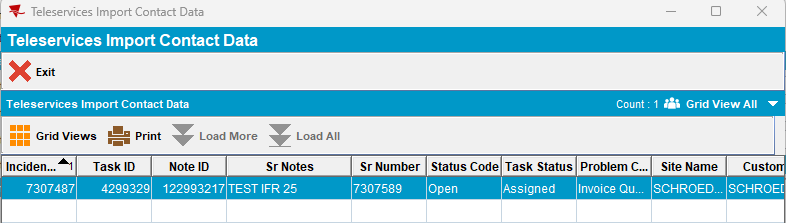 Teleservices Import Contact Data
Teleservices Import Contact Data
Exit
Teleservices Import Contact Data Count : 1 Grid View All
Grid Views Print Load More Load All
Inciden... 1 Task ID Note ID Sr Notes Sr Number Status Code Task Status Problem C... Site Name Custom
7307487 4299329 122993217 TEST IFR 25 7307589 Open Assigned Invoice Qu... SCHROED... SCHROED